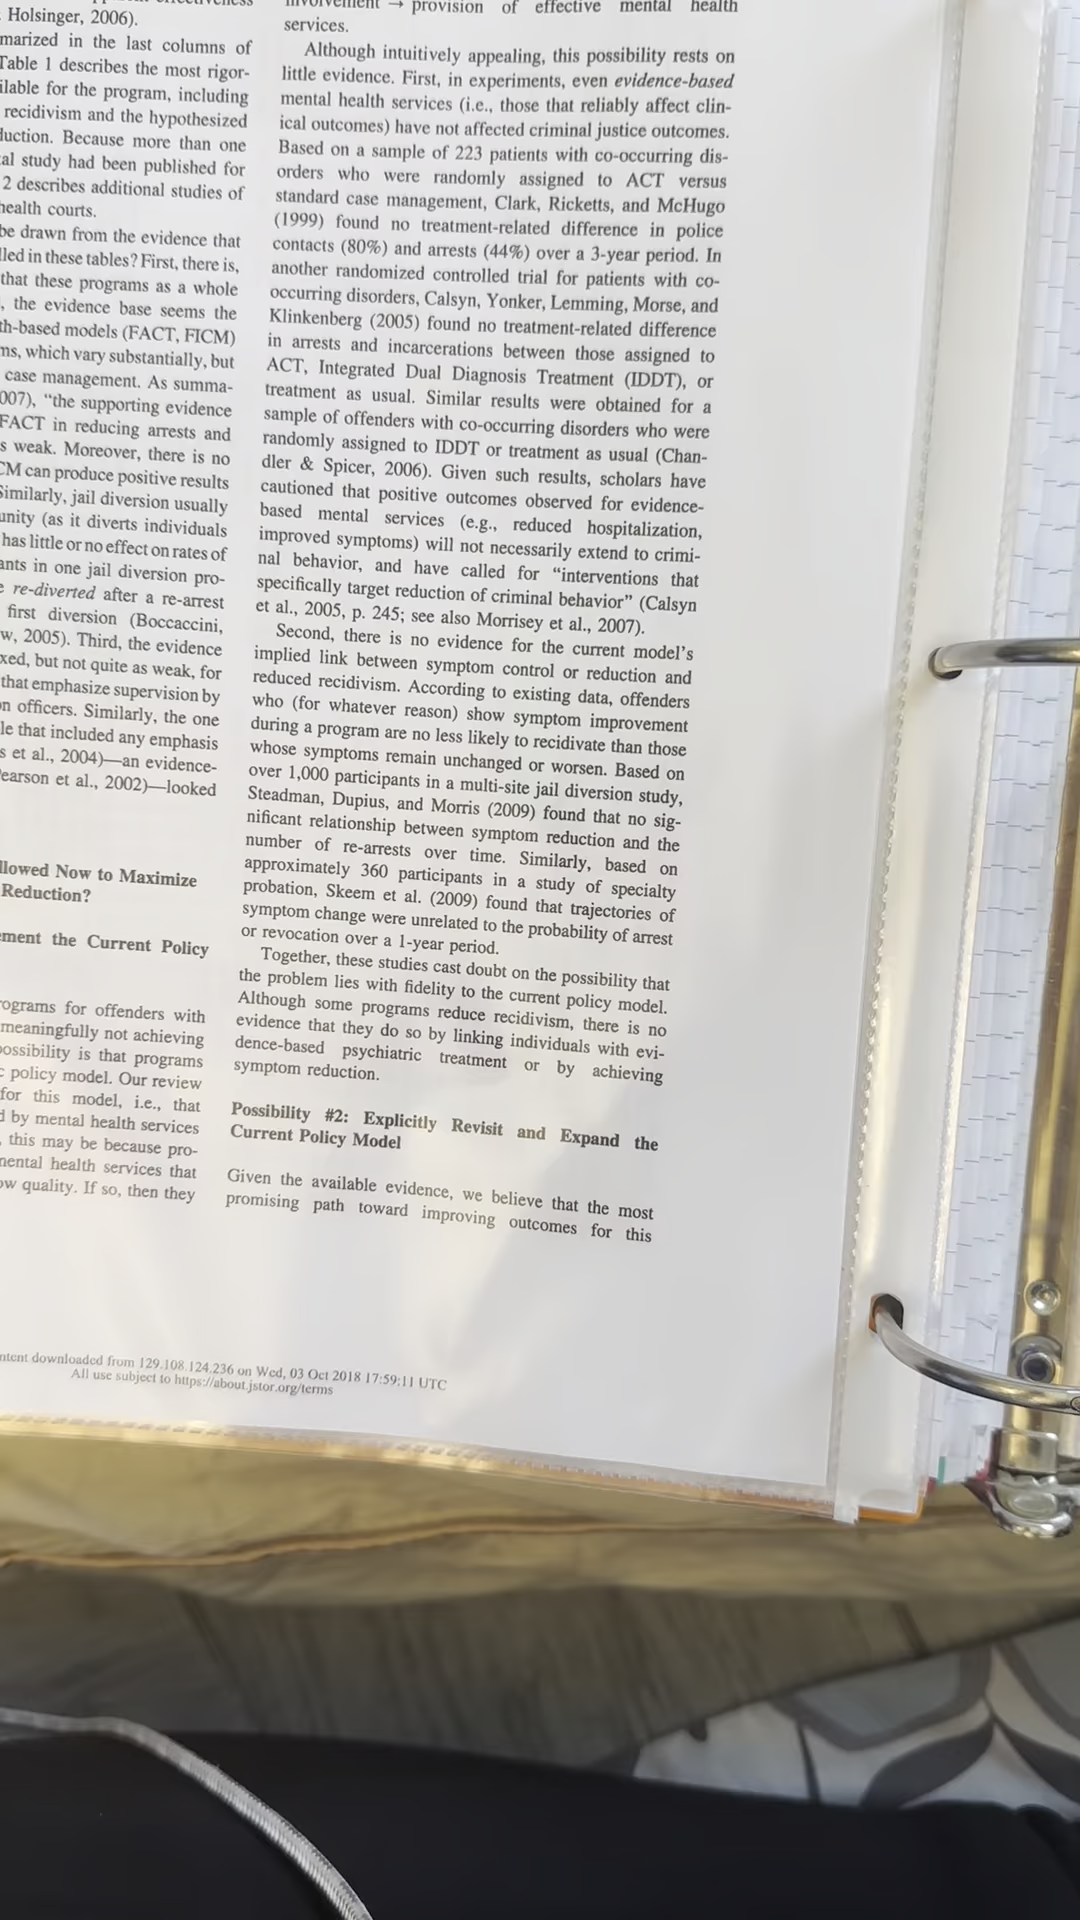 Holsinger, 2006).
marized in the last columns of
Table 1 describes the most rigor-
ilable for the program, including
recidivism and the hypothesized
duction. Because more than one
al study had been published for
2 describes additional studies of
health courts.
be drawn from the evidence that
lled in these tables? First, there is,
that these programs as a whole
, the evidence base seems the
th-based models (FACT, FICM)
ms, which vary substantially, but
case management. As summa-
007), “the supporting evidence
FACT in reducing arrests and
s weak. Moreover, there is no
CM can produce positive results
Similarly, jail diversion usually
unity (as it diverts individuals
has little or no effect on rates of
ants in one jail diversion pro-
e re-diverted after a re-arrest
first diversion (Boccaccini,
w, 2005). Third, the evidence
xed, but not quite as weak, for
that emphasize supervision by
on officers. Similarly, the one
le that included any emphasis
s et al., 2004)—an evidence-
earson et al., 2002)—looked
llowed Now to Maximize
Reduction?
ement the Current Policy
ograms for offenders with
meaningfully not achieving
possibility is that programs
c policy model. Our review
for this model, i.e., that
d by mental health services
, this may be because pro-
mental health services that
ow quality. If so, then they
involvement → provision of effective mental health
services.
Although intuitively appealing, this possibility rests on
little evidence. First, in experiments, even evidence-based
mental health services (i.e., those that reliably affect clin-
ical outcomes) have not affected criminal justice outcomes.
Based on a sample of 223 patients with co-occurring dis-
orders who were randomly assigned to ACT versus
standard case management, Clark, Ricketts, and McHugo
(1999) found no treatment-related difference in police
contacts (80%) and arrests (44%) over a 3-year period. In
another randomized controlled trial for patients with co-
occurring disorders, Calsyn, Yonker, Lemming, Morse, and
Klinkenberg (2005) found no treatment-related difference
in arrests and incarcerations between those assigned to
ACT, Integrated Dual Diagnosis Treatment (IDDT), or
treatment as usual. Similar results were obtained for a
sample of offenders with co-occurring disorders who were
randomly assigned to IDDT or treatment as usual (Chan-
dler & Spicer, 2006). Given such results, scholars have
cautioned that positive outcomes observed for evidence-
based mental services (e.g., reduced hospitalization,
improved symptoms) will not necessarily extend to crimi-
nal behavior, and have called for “interventions that
specifically target reduction of criminal behavior” (Calsyn
et al., 2005, p. 245; see also Morrisey et al., 2007).
Second, there is no evidence for the current model’s
implied link between symptom control or reduction and
reduced recidivism. According to existing data, offenders
who (for whatever reason) show symptom improvement
during a program are no less likely to recidivate than those
whose symptoms remain unchanged or worsen. Based on
over 1,000 participants in a multi-site jail diversion study,
Steadman, Dupius, and Morris (2009) found that no sig-
nificant relationship between symptom reduction and the
number of re-arrests over time. Similarly, based on
approximately 360 participants in a study of specialty
probation, Skeem et al. (2009) found that trajectories of
symptom change were unrelated to the probability of arrest
or revocation over a 1-year period.
Together, these studies cast doubt on the possibility that
the problem lies with fidelity to the current policy model.
Although some programs reduce recidivism, there is no
evidence that they do so by linking individuals with evi-
dence-based psychiatric treatment or by achieving
symptom reduction.
Possibility #2: Explicitly Revisit and Expand the
Current Policy Model
Given the available evidence, we believe that the most
promising path toward improving outcomes for this
ntent downloaded from 129.108.124.236 on Wed, 03 Oct 2018 17:59:11 UTC
All use subject to https://about.jstor.org/terms